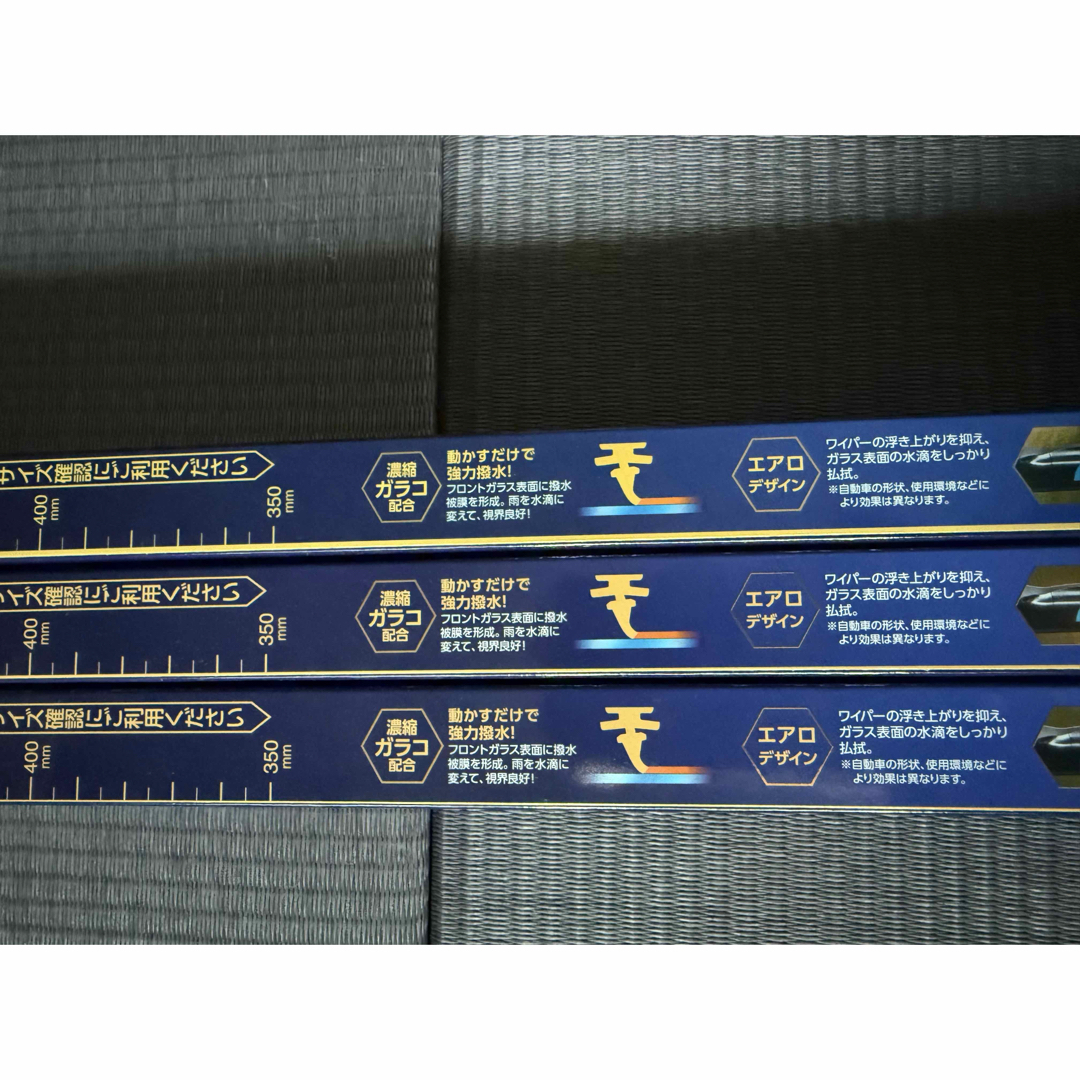 サイズ確認にご利用ください
400
mm
350
mm
濃縮
ガラコ
配合
動かすだけで
強力撥水!
フロントガラス表面に撥水
被膜を形成。雨を水滴に
変えて、視界良好!
エアロ
デザイン
ワイパーの浮き上がりを抑え、
ガラス表面の水滴をしっかり
払拭。
※自動車の形状、使用環境などに
より効果は異なります。
イズ確認にご利用ください
400
mm
350
mm
濃縮
ガラコ
配合
動かすだけで
強力撥水!
フロントガラス表面に撥水
被膜を形成。雨を水滴に
変えて、視界良好!
エアロ
デザイン
ワイパーの浮き上がりを抑え、
ガラス表面の水滴をしっかり
払拭。
※自動車の形状、使用環境などに
より効果は異なります。
イズ確認にご利用ください
400
mm
350
mm
濃縮
ガラコ
配合
動かすだけで
強力撥水!
フロントガラス表面に撥水
被膜を形成。雨を水滴に
変えて、視界良好!
エアロ
デザイン
ワイパーの浮き上がりを抑え、
ガラス表面の水滴をしっかり
払拭。
※自動車の形状、使用環境などに
より効果は異なります。